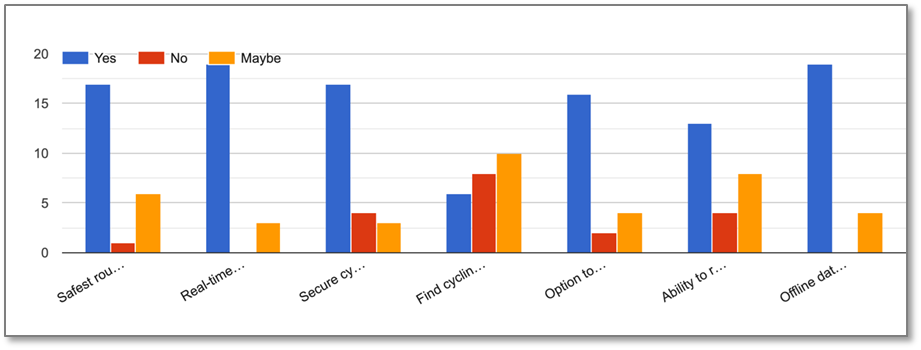 20
Yes No Maybe
15
10
5
0
Safest rou...
Real-time...
Secure cy...
Find cyclin...
Option to...
Ability to r...
Offline dat...